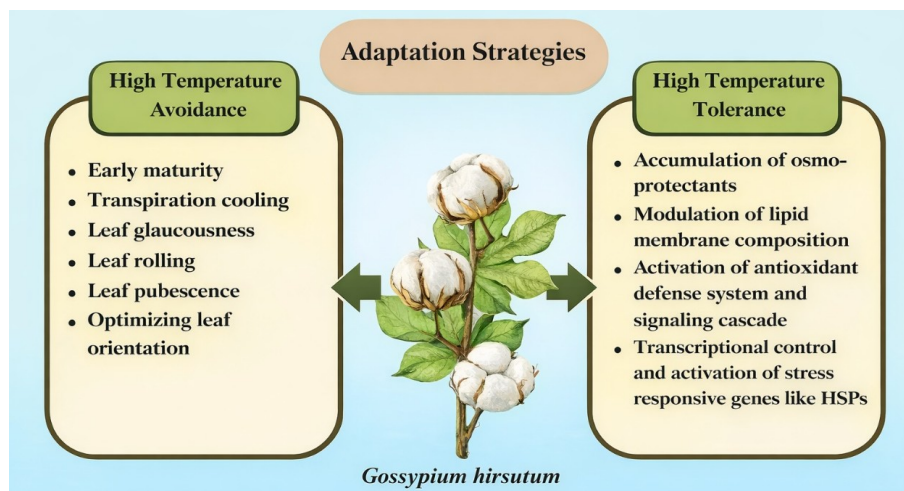 Adaptation Strategies
High Temperature
Avoidance
• Early maturity
• Transpiration cooling
• Leaf glaucousness
• Leaf rolling
• Leaf pubescence
• Optimizing leaf
orientation
High Temperature
Tolerance
• Accumulation of osmo-
protectants
• Modulation of lipid
membrane composition
• Activation of antioxidant
defense system and
signaling cascade
• Transcriptional control
and activation of stress
responsive genes like HSPs
Gossypium hirsutum